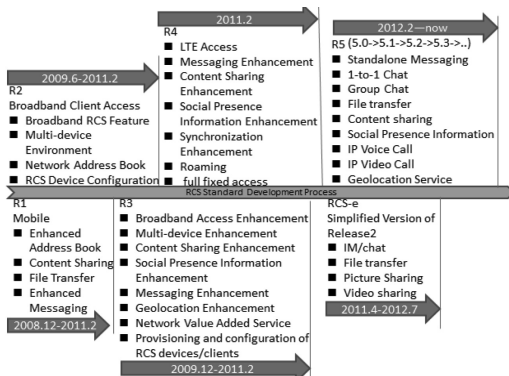 2009.6-2011.2
R2
Broadband Client Access
Broadband RCS Feature
Multi-device
Environment
Network Address Book
RCS Device Configuration
2011.2
R4
LTE Access
Messaging Enhancement
Content Sharing
Enhancement
Social Presence
Information Enhancement
Synchronization
Enhancement
Roaming
full fixed access
2012.2—now
R5 (5.0->5.1->5.2->5.3->..)
Standalone Messaging
1-to-1 Chat
Group Chat
File transfer
Content sharing
Social Presence Information
IP Voice Call
IP Video Call
Geolocation Service
RCS Standard Development Process
R1
Mobile
Enhanced
Address Book
Content Sharing
File Transfer
Enhanced
Messaging
2008.12-2011.2
R3
Broadband Access Enhancement
Multi-device Enhancement
Content Sharing Enhancement
Social Presence Information
Enhancement
Messaging Enhancement
Geolocation Enhancement
Network Value Added Service
Provisioning and configuration of
RCS devices/clients
2009.12-2011.2
RCS-e
Simplified Version of
Release2
IM/chat
File transfer
Picture Sharing
Video sharing
2011.4-2012.7